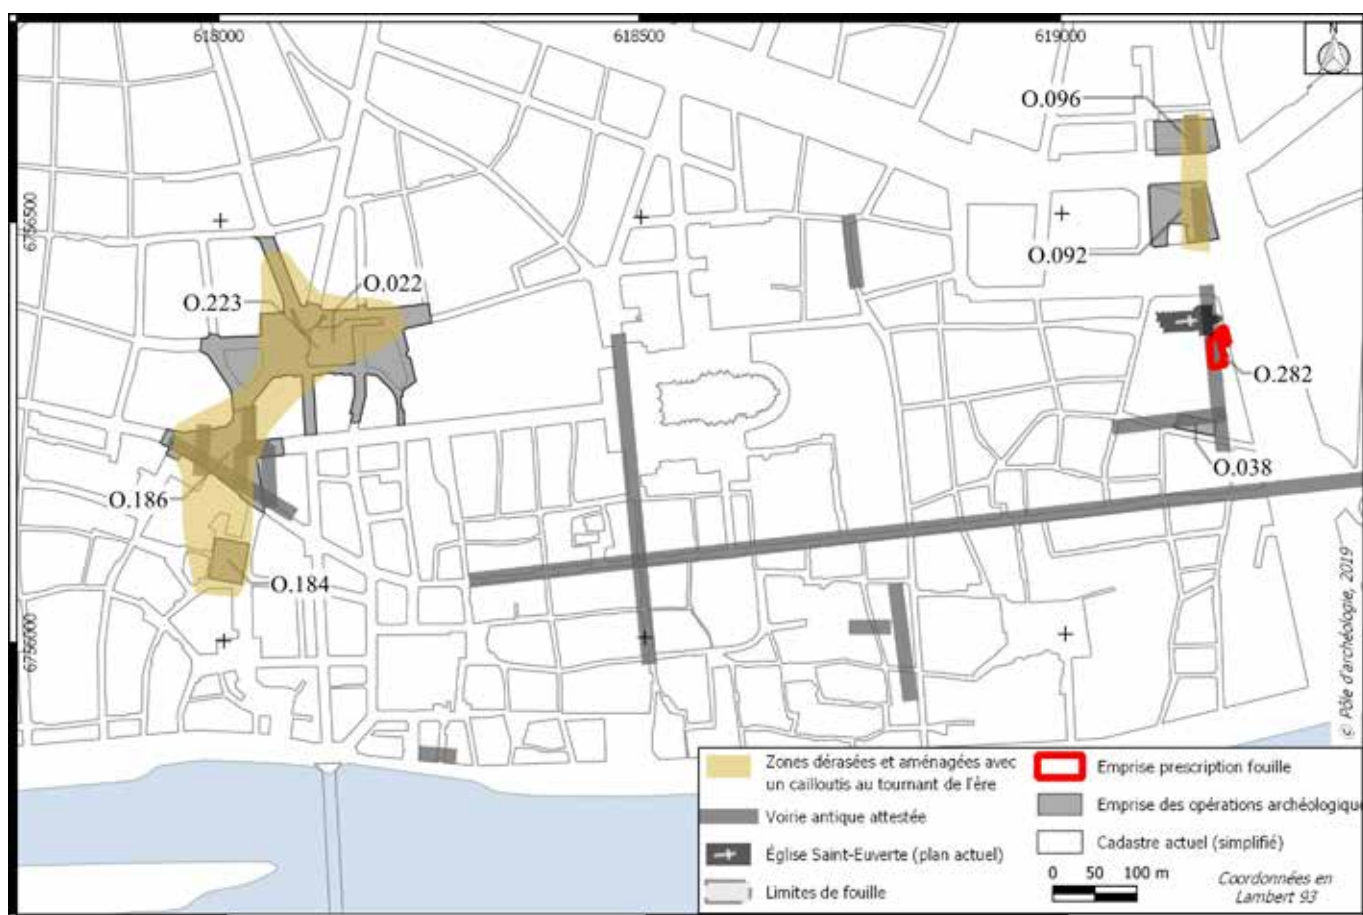 618000
618500
619000
N
O.096
6756500
O.092
O.022
O.223
O.282
O.038
O.186
O.184
6756000
© Pôle d'archéologie, 2019
Zones dérasées et aménagées avec
un cailloutis au tournant de l'ère
Voirie antique attestée
Église Saint-Euverte (plan actuel)
Limites de fouille
Emprise prescription fouille
Emprise des opérations archéologique
Cadastre actuel (simplifié)
0 50 100 m
Coordonnées en
Lambert 93